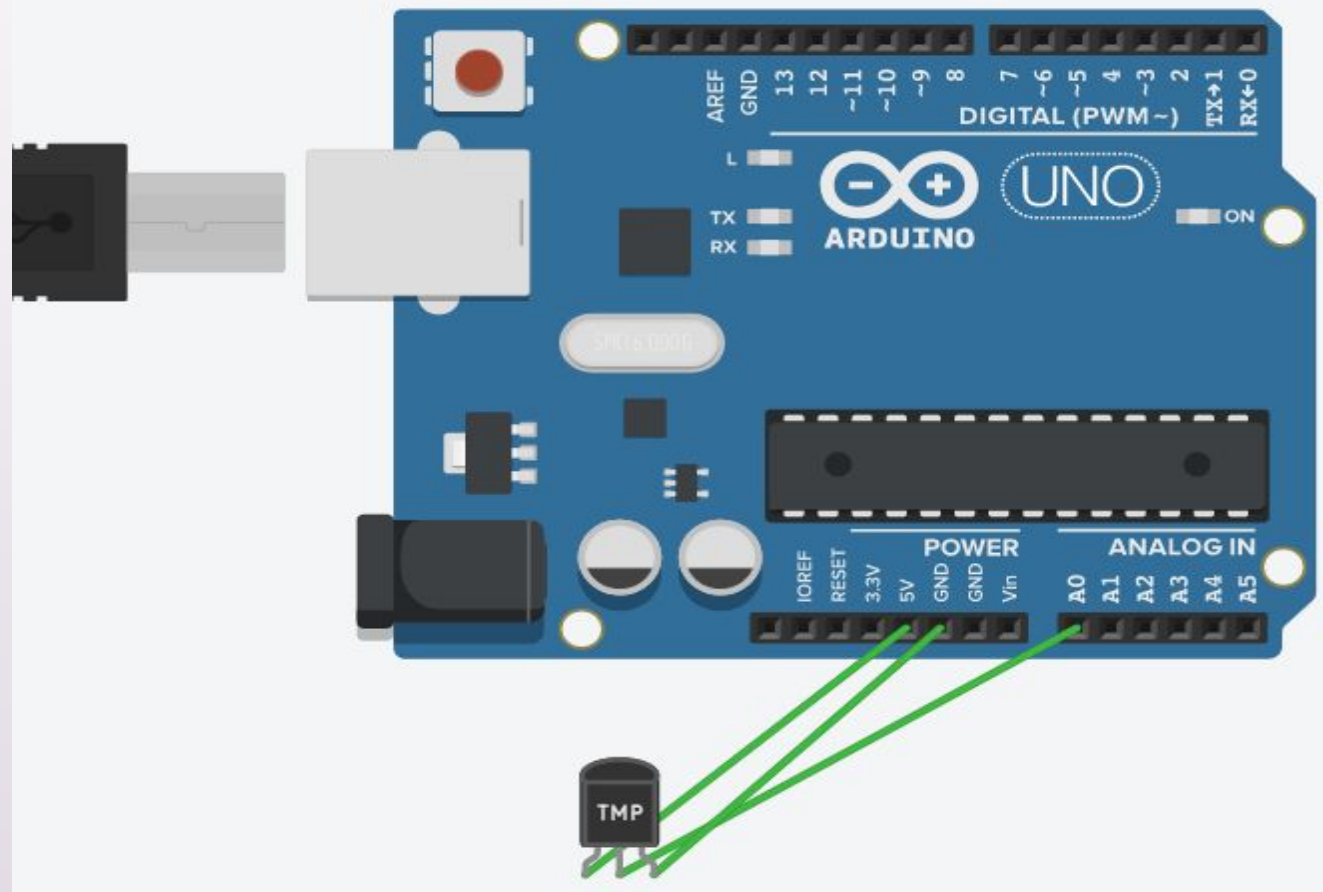 AREF
GND
13
12
~11
~10
~9
8
7
~6
~5
4
~3
2
TX→1
RX←0
DIGITAL (PWM~)
L
TX
RX
ARDUINO
UNO
ON
SPK16.000G
POWER
ANALOG IN
IOREF
RESET
3.3V
5V
GND
GND
Vin
A0
A1
A2
A3
A4
A5
TMP